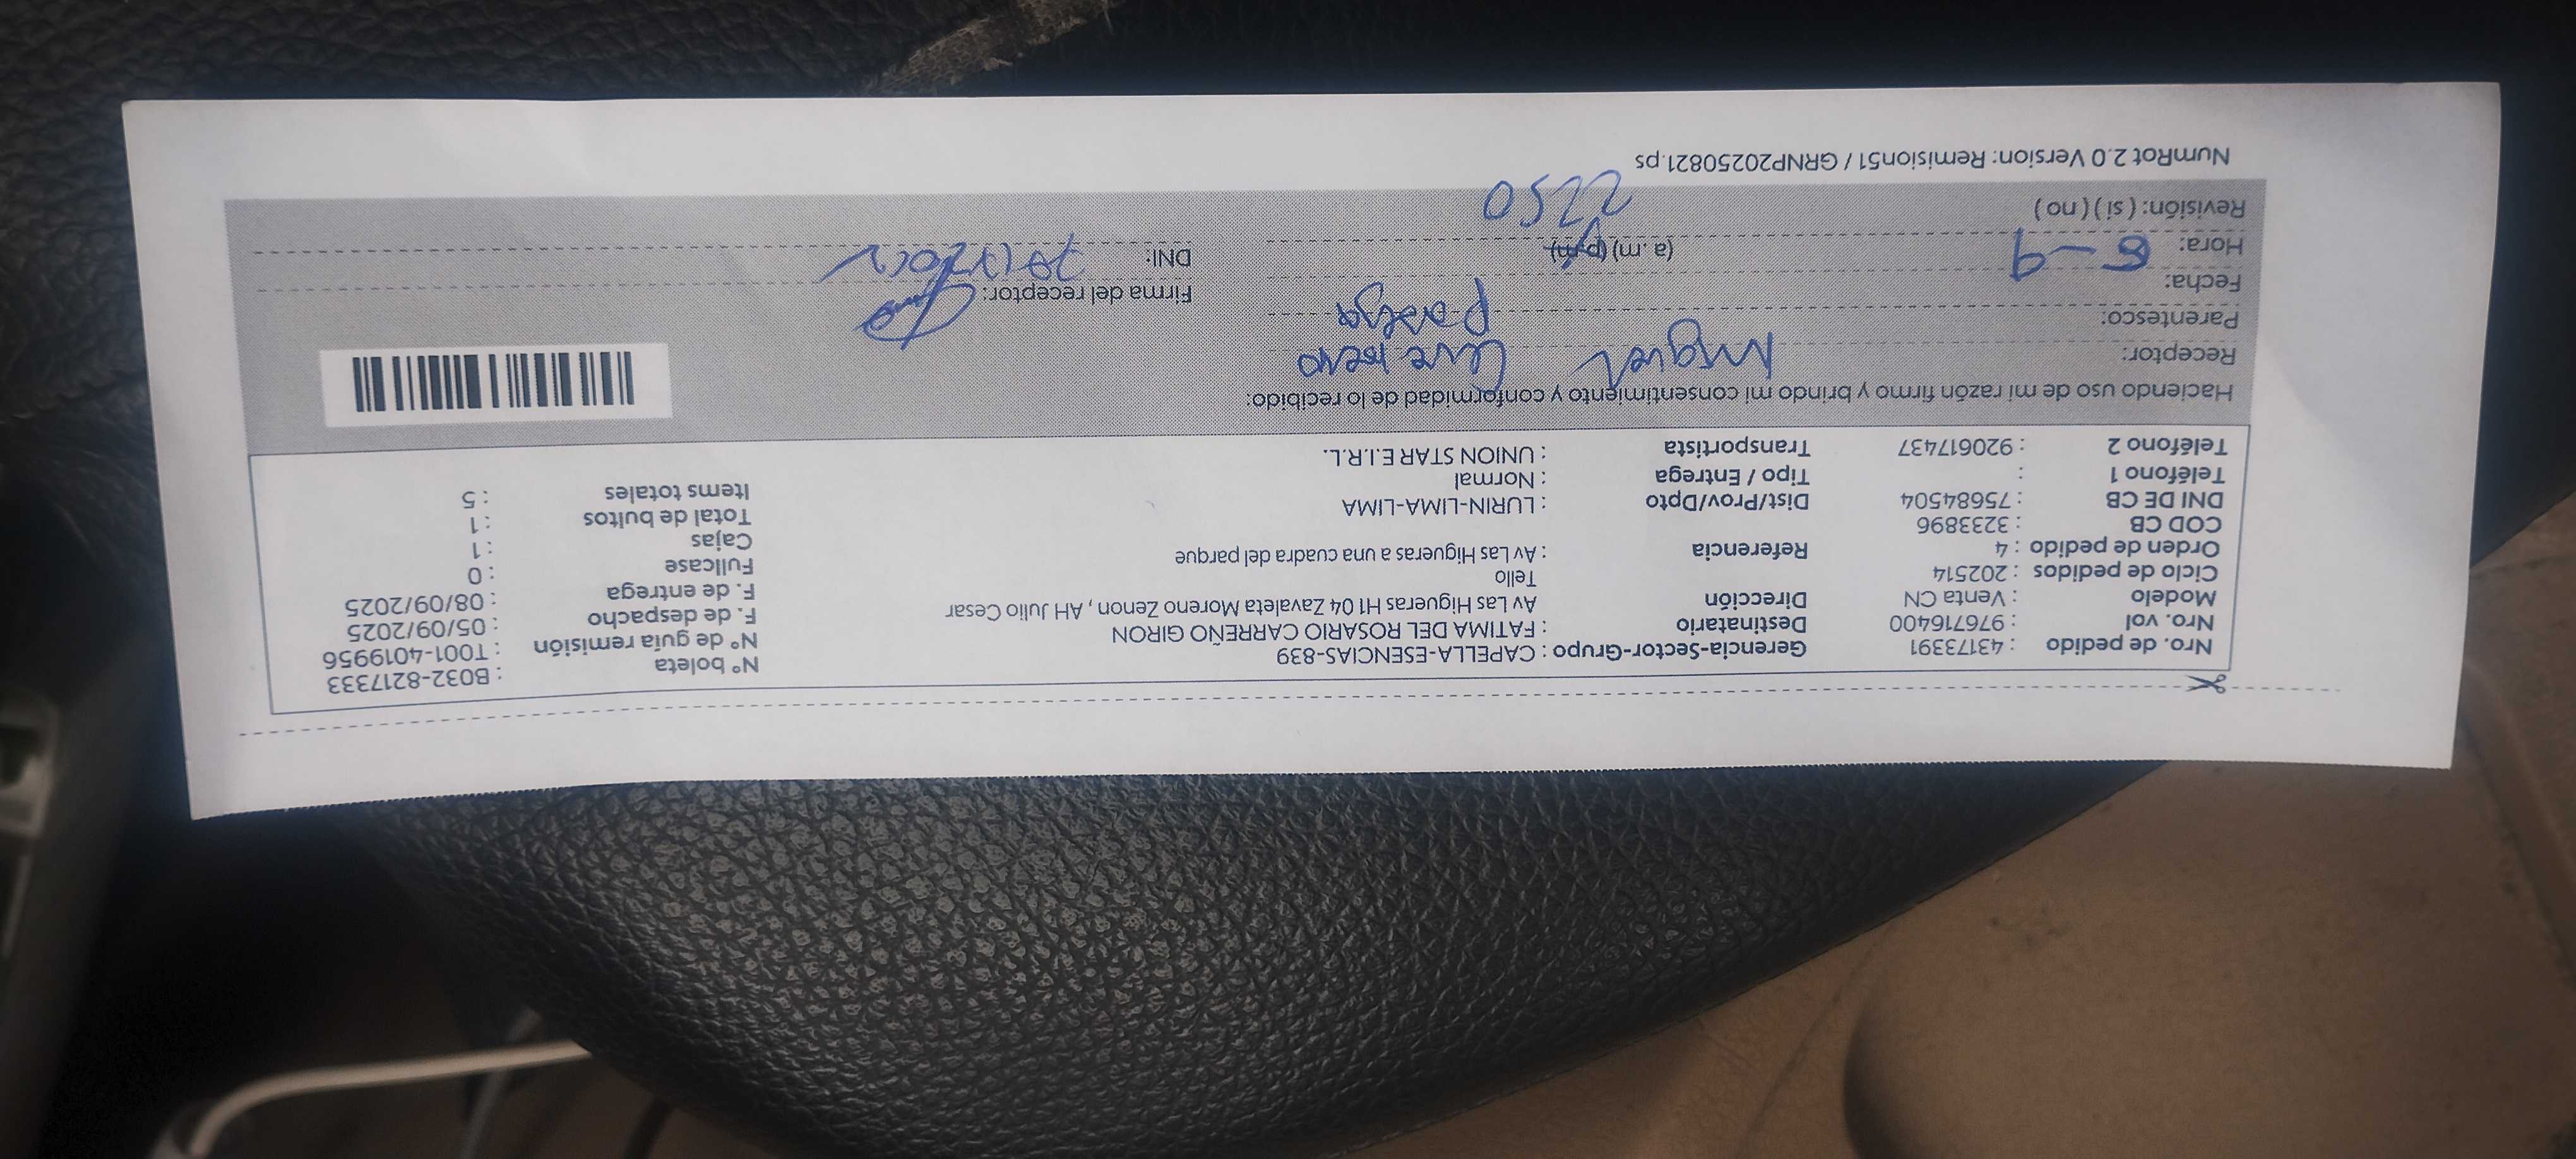 Nro. de pedido : 43173391 Gerencia-Sector-Grupo : CAPELLA-ESENCIAS-839 N° boleta : B032-8217333
Nro. vol : 976716400 Destinatario : FATIMA DEL ROSARIO CARREÑO GIRON N° de guía remisión : T001-4019956
Modelo : Venta CN Dirección Av Las Higueras H1 04 Zavaleta Moreno Zenon , AH Julio Cesar F. de despacho : 05/09/2025
Ciclo de pedidos : 202514 Tello F. de entrega : 08/09/2025
Orden de pedido : 4 Referencia : Av Las Higueras a una cuadra del parque Fullcase : 0
COD CB : 3233896 Cajas : 1
DNI DE CB : 75684504 Dist/Prov/Dpto : LURIN-LIMA-LIMA Total de bultos : 1
Teléfono 1 : Tipo / Entrega : Normal Items totales : 5
Teléfono 2 : 920617437 Transportista : UNION STAR E.I.R.L.
Haciendo uso de mi razón firmo y brindo mi consentimiento y conformidad de lo recibido:
Receptor: Miguel
Parentesco:
Fecha: Firma del receptor:
Hora: 8-9 (a.m) (p.m) DNI:
Revisión: ( si ) ( no ) 2250
NumRot 2.0 Version: Remision51 / GRNP20250821.ps